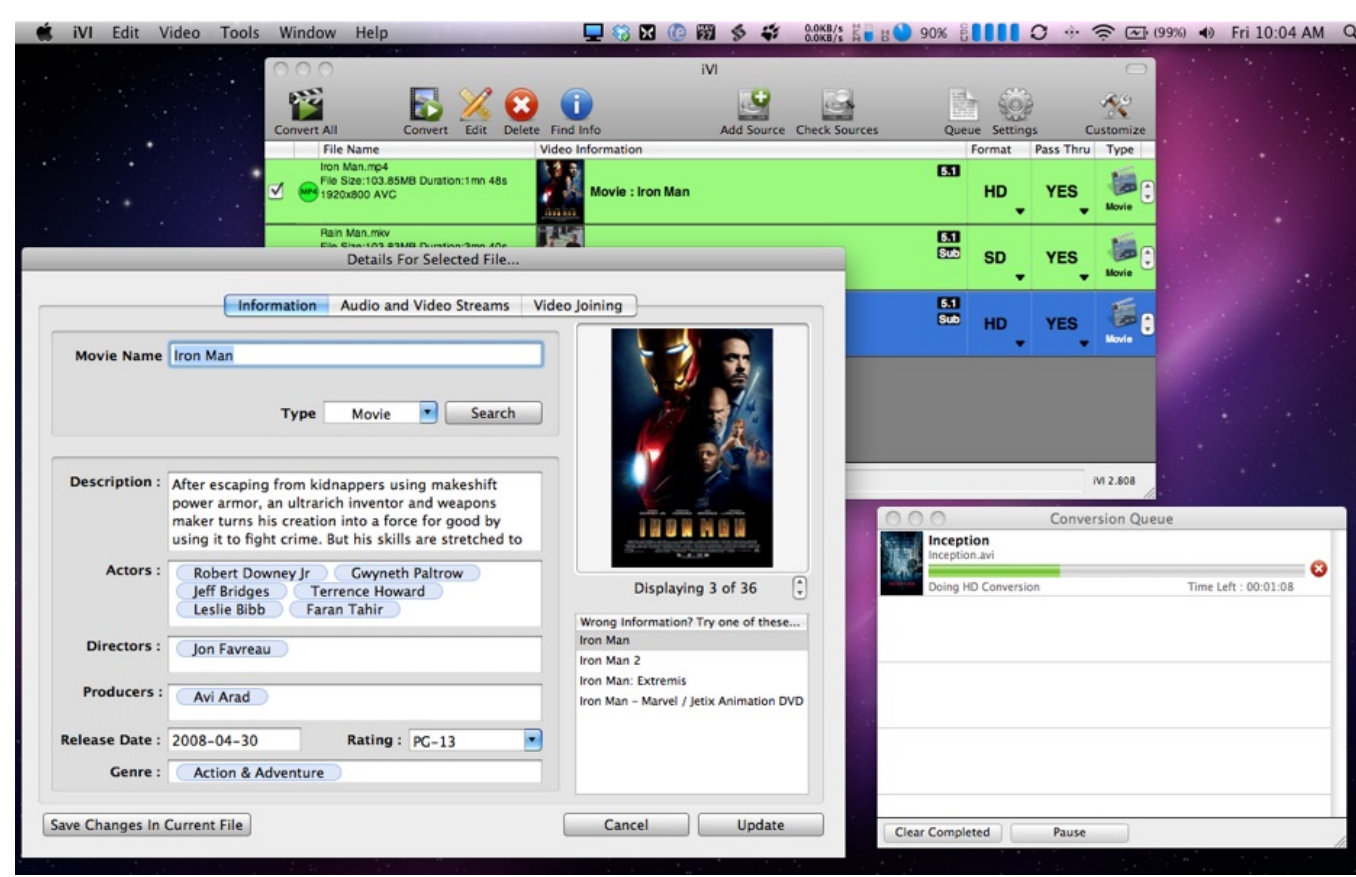 iVI Edit Video Tools Window Help 0.0KB/s 0.0KB/s 90% (99%) Fri 10:04 AM
iVI
Convert All Convert Edit Delete Find Info Add Source Check Sources Queue Settings Customize
File Name Video Information Format Pass Thru Type
Iron Man.mp4
File Size:103.85MB Duration:1mn 48s
1920x800 AVC
MP4
Movie : Iron Man
5.1
HD YES
Movie
Rain Man.mkv
File Size:103.83MB Duration:3mn 40s
5.1
Sub
SD YES
Movie
5.1
Sub
HD YES
Movie
iVI 2.808
Details For Selected File...
Information Audio and Video Streams Video Joining
Movie Name Iron Man
Type Movie Search
Description : After escaping from kidnappers using makeshift
power armor, an ultrarich inventor and weapons
maker turns his creation into a force for good by
using it to fight crime. But his skills are stretched to
Actors : Robert Downey Jr Gwyneth Paltrow
Jeff Bridges Terrence Howard
Leslie Bibb Faran Tahir
Directors : Jon Favreau
Producers : Avi Arad
Release Date : 2008-04-30 Rating : PG-13
Genre : Action & Adventure
IRON MAN
Displaying 3 of 36
Wrong Information? Try one of these...
Iron Man
Iron Man 2
Iron Man: Extremis
Iron Man – Marvel / Jetix Animation DVD
Save Changes In Current File Cancel Update
Conversion Queue
Inception
Inception.avi
Doing HD Conversion Time Left : 00:01:08
Clear Completed Pause